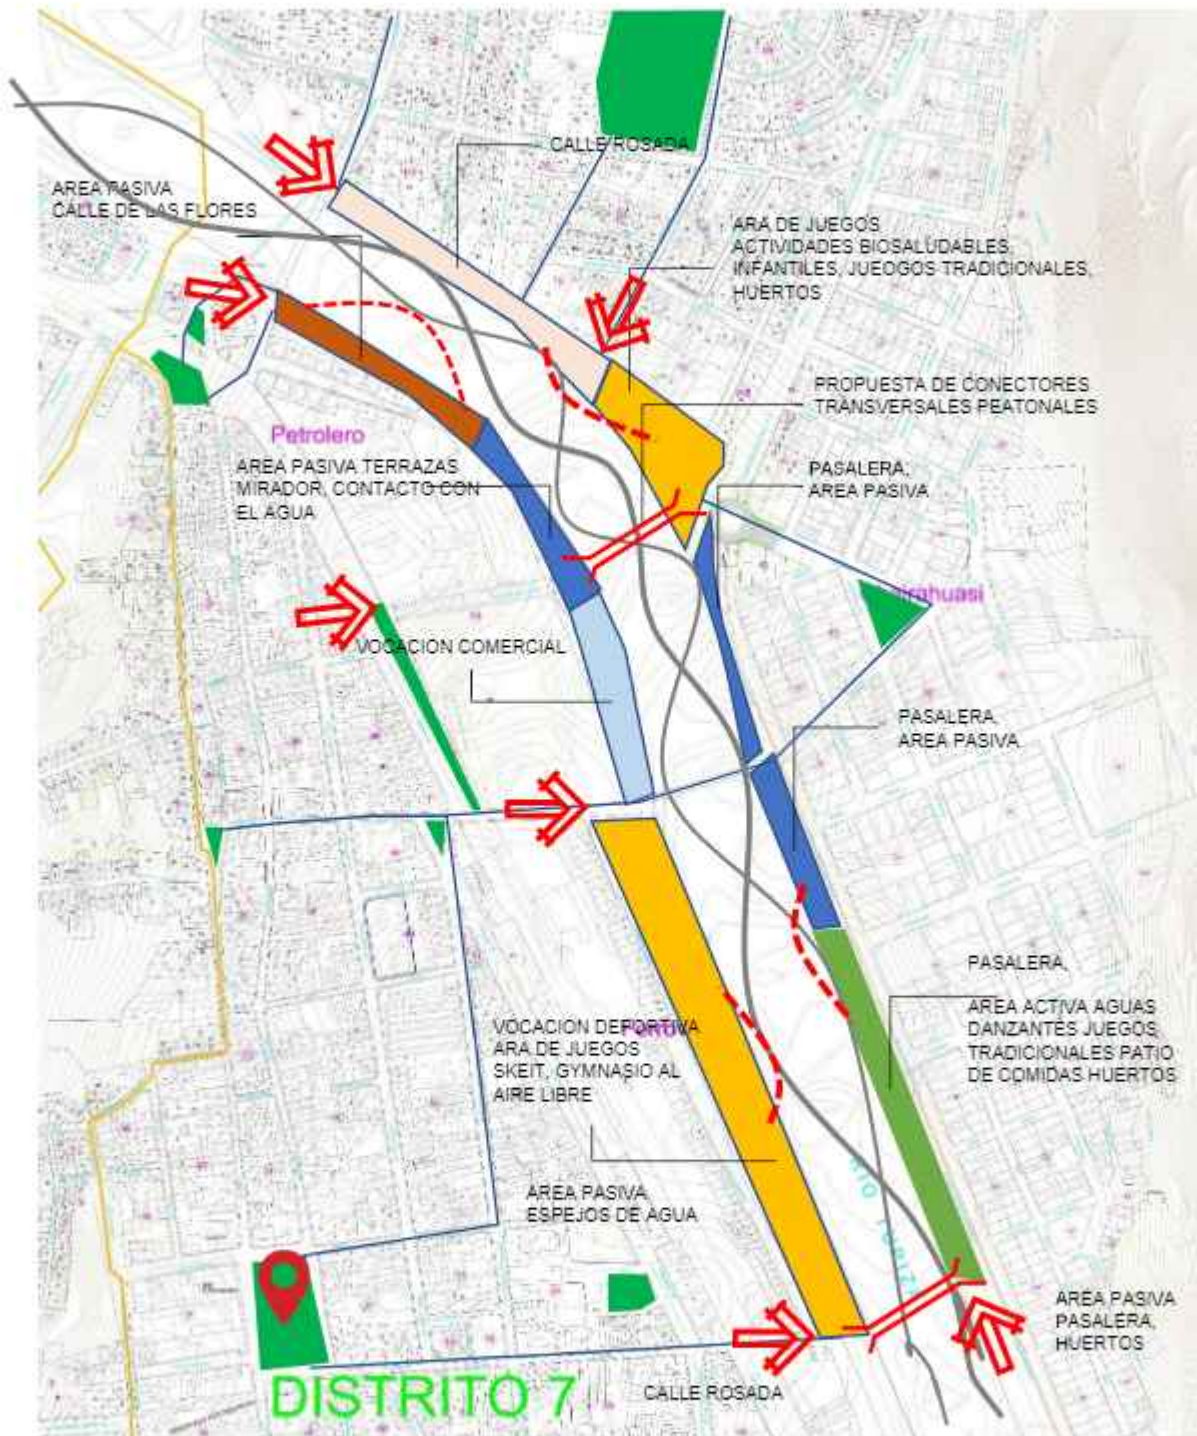 CALLE ROSADA
AREA PASIVA
CALLE DE LAS FLORES
ARA DE JUEGOS
ACTIVIDADES BIOSALUDABLES,
INFANTILES, JUEOGOS TRADICIONALES,
HUERTOS
PROPUESTA DE CONECTORES
TRANSVERSALES PEATONALES
Petrolero
AREA PASIVA TERRAZAS
MIRADOR, CONTACTO CON
EL AGUA
PASALERA,
AREA PASIVA
VOCACION COMERCIAL
PASALERA,
AREA PASIVA
PASALERA,
AREA ACTIVA AGUAS
DANZANTES JUEGOS
TRADICIONALES PATIO
DE COMIDAS HUERTOS
VOCACION DEPORTIVA
ARA DE JUEGOS
SKEIT, GYMNASIO AL
AIRE LIBRE
AREA PASIVA
ESPEJOS DE AGUA
AREA PASIVA
PASALERA,
HUERTOS
CALLE ROSADA
DISTRITO 7